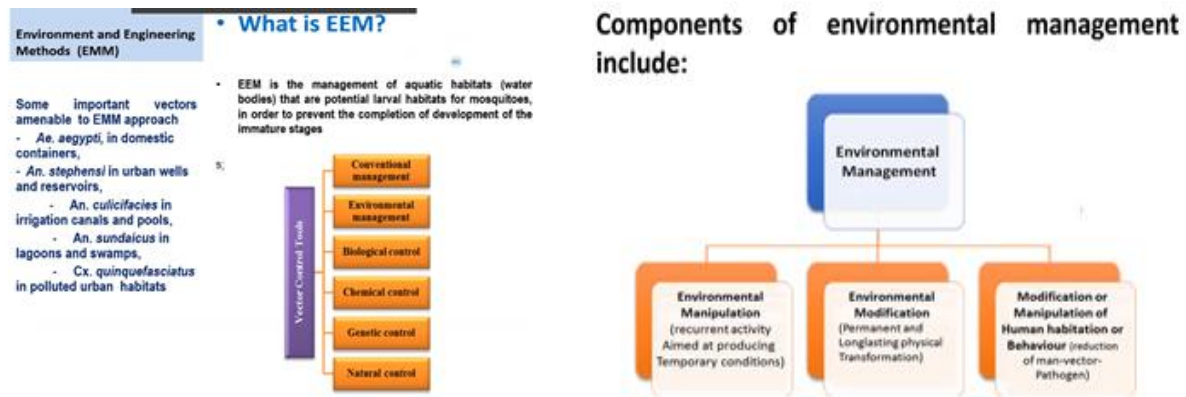 Environment and Engineering
Methods (EMM)
Some important vectors
amenable to EMM approach
- Ae. aegypti, in domestic
containers,
- An. stephensi in urban wells
and reservoirs,
- An. culicifacies in
irrigation canals and pools,
- An. sundaicus in
lagoons and swamps,
- Cx. quinquefasciatus
in polluted urban habitats
• What is EEM?
• EEM is the management of aquatic habitats (water
bodies) that are potential larval habitats for mosquitoes,
in order to prevent the completion of development of the
immature stages
s;
Vector Control Tools
Conventional
management
Environmental
management
Biological control
Chemical control
Genetic control
Natural control
Components of environmental management
include:
Environmental
Management
Environmental
Manipulation
(recurrent activity
Aimed at producing
Temporary conditions)
Environmental
Modification
(Permanent and
Longlasting physical
Transformation)
Modification or
Manipulation of
Human habitation or
Behaviour (reduction
of man-vector-
Pathogen)